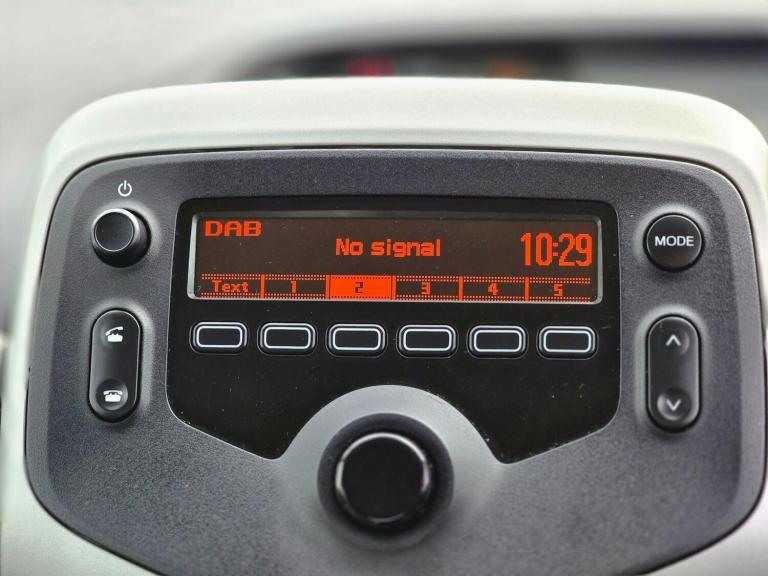 DAB
No signal
10:29
Text 1 2 3 4 5
MODE